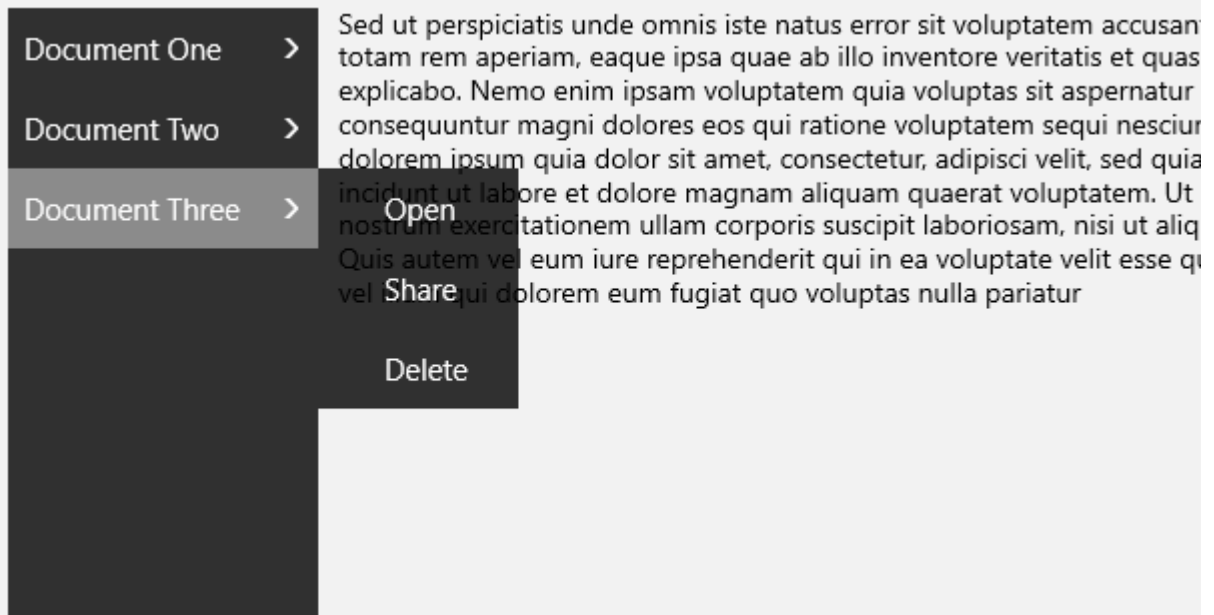 Document One
Document Two
Document Three
Open
Share
Delete
Sed ut perspiciatis unde omnis iste natus error sit voluptatem accusan
totam rem aperiam, eaque ipsa quae ab illo inventore veritatis et quas
explicabo. Nemo enim ipsam voluptatem quia voluptas sit aspernatur
consequuntur magni dolores eos qui ratione voluptatem sequi nesciun
dolorem ipsum quia dolor sit amet, consectetur, adipisci velit, sed quia
incidunt ut labore et dolore magnam aliquam quaerat voluptatem. Ut
nostrum exercitationem ullam corporis suscipit laboriosam, nisi ut aliq
Quis autem vel eum iure reprehenderit qui in ea voluptate velit esse qu
vel qui dolorem eum fugiat quo voluptas nulla pariatur